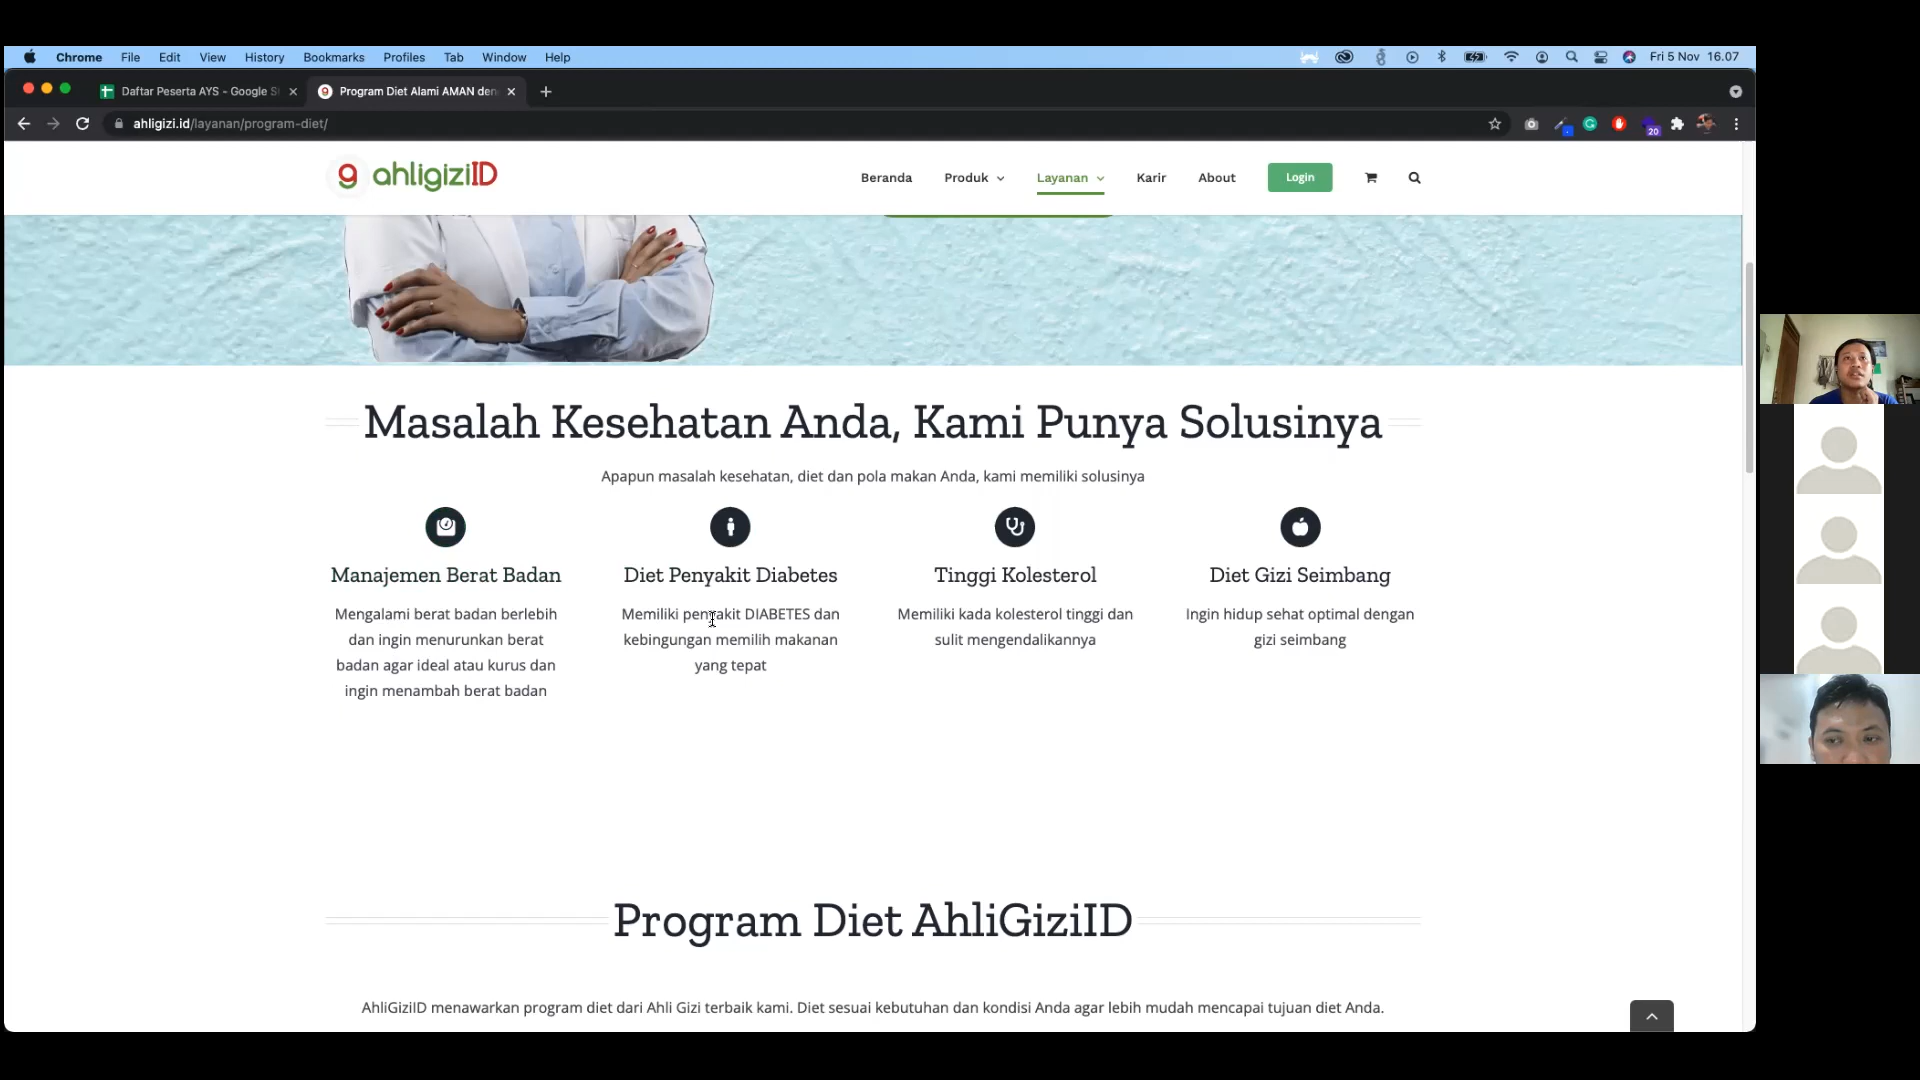 Chrome File Edit View History Bookmarks Profiles Tab Window Help Fri 5 Nov 16.07
Daftar Peserta AYS - Google S
Program Diet Alami AMAN den
ahligizi.id/layanan/program-diet/
20
ahligiziID
Beranda Produk Layanan Karir About Login
Masalah Kesehatan Anda, Kami Punya Solusinya
Apapun masalah kesehatan, diet dan pola makan Anda, kami memiliki solusinya
Manajemen Berat Badan
Mengalami berat badan berlebih
dan ingin menurunkan berat
badan agar ideal atau kurus dan
ingin menambah berat badan
Diet Penyakit Diabetes
Memiliki penyakit DIABETES dan
kebingungan memilih makanan
yang tepat
Tinggi Kolesterol
Memiliki kada kolesterol tinggi dan
sulit mengendalikannya
Diet Gizi Seimbang
Ingin hidup sehat optimal dengan
gizi seimbang
Program Diet AhliGiziID
AhliGiziID menawarkan program diet dari Ahli Gizi terbaik kami. Diet sesuai kebutuhan dan kondisi Anda agar lebih mudah mencapai tujuan diet Anda.